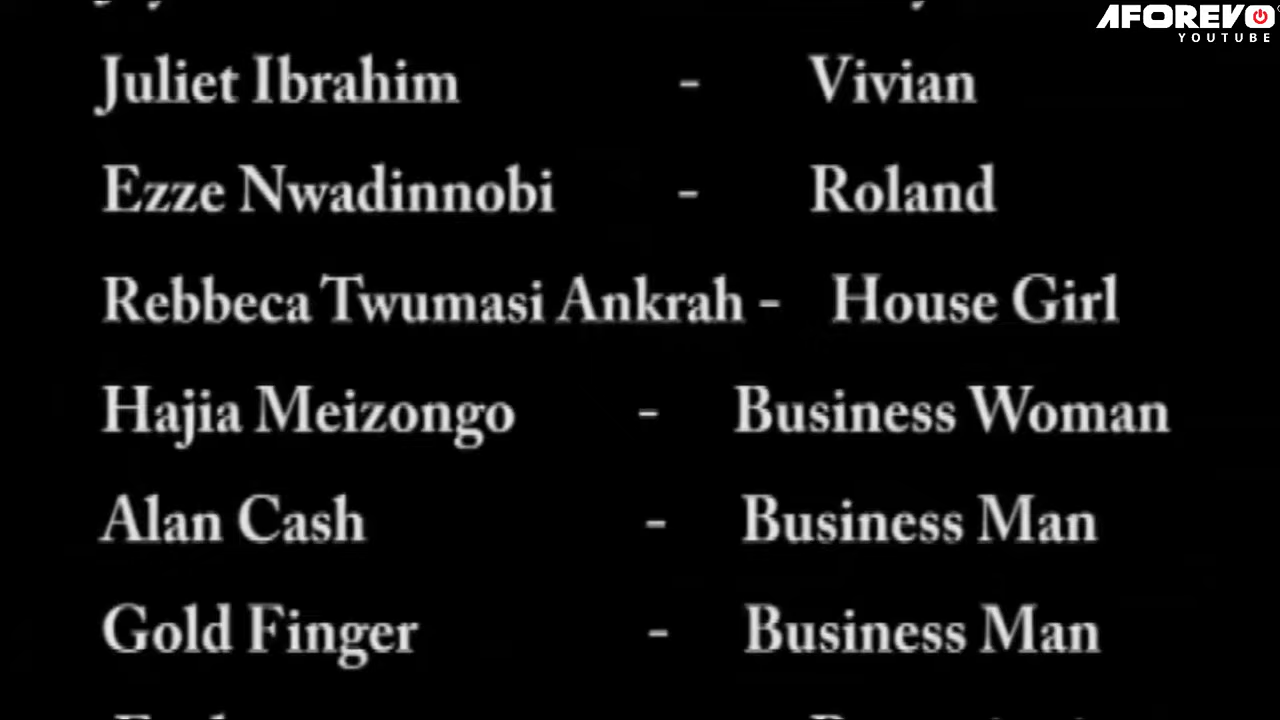 AFOREVO
YOUTUBE
Juliet Ibrahim - Vivian
Ezze Nwadinnobi - Roland
Rebbeca Twumasi Ankrah - House Girl
Hajia Meizongo - Business Woman
Alan Cash - Business Man
Gold Finger - Business Man